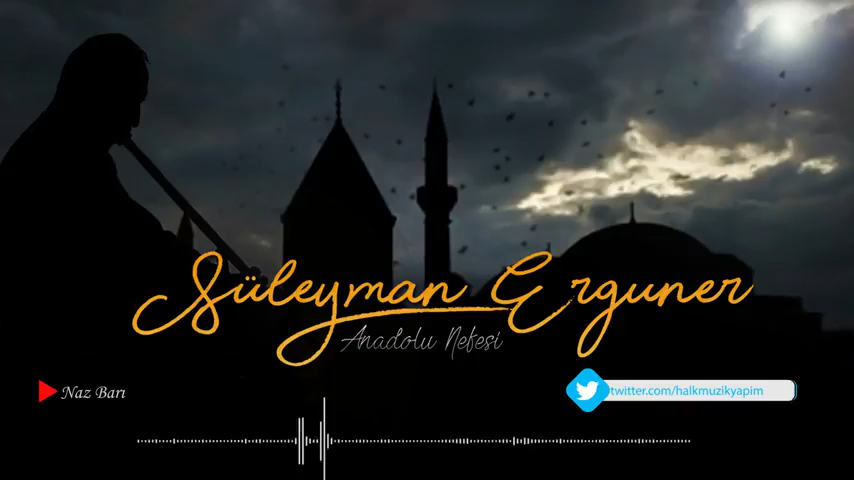 Süleyman Erguner
Anadolu Nefesi
Naz Barı
twitter.com/halkmuzikyapim